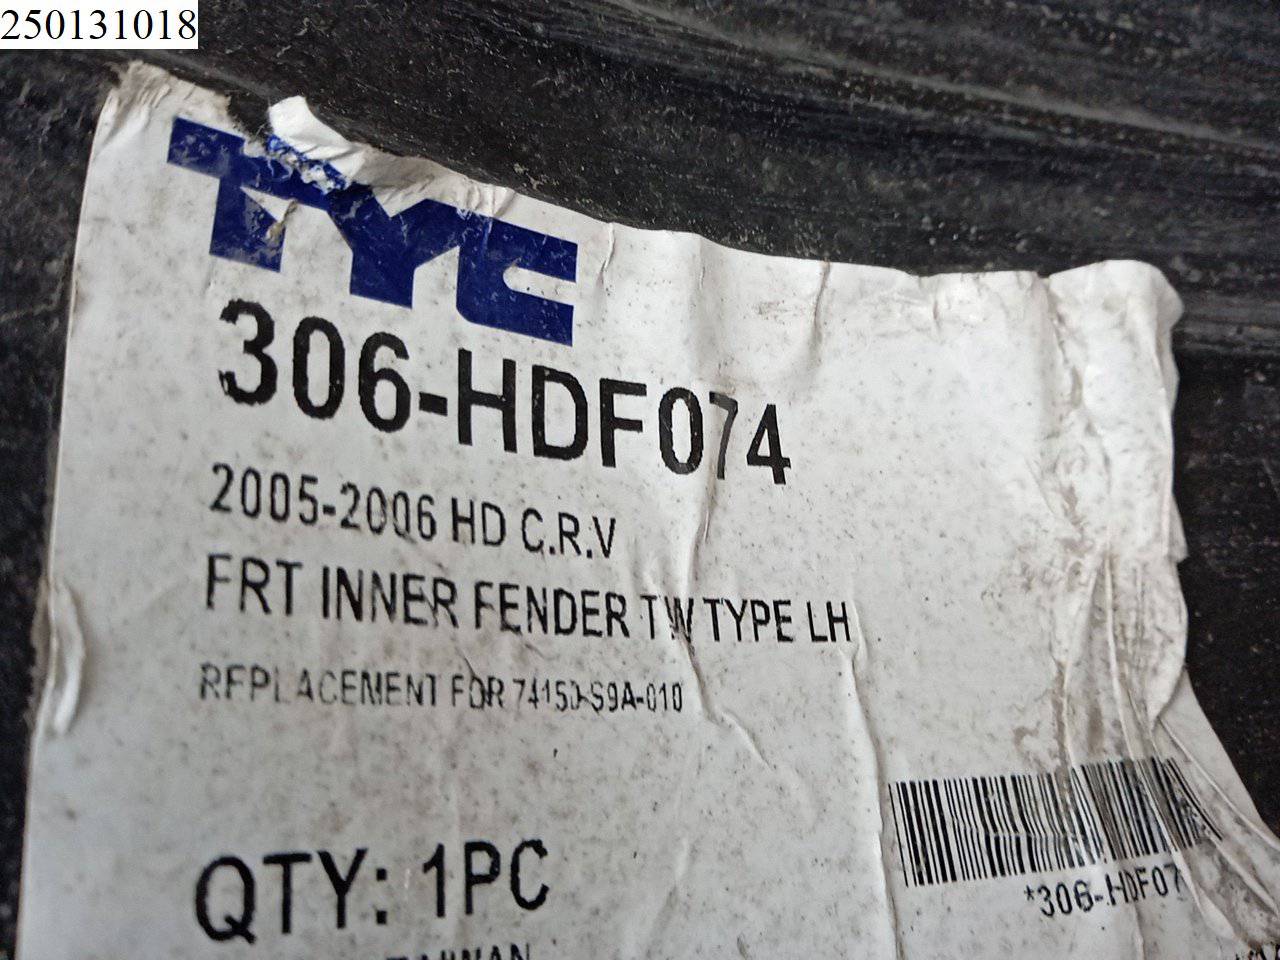 250131018
TYC
306-HDF074
2005-2006 HD C.R.V
FRT INNER FENDER TW TYPE LH
REPLACEMENT FOR 74150-S9A-010
*306-HDF07
QTY: 1PC
TAIWAN